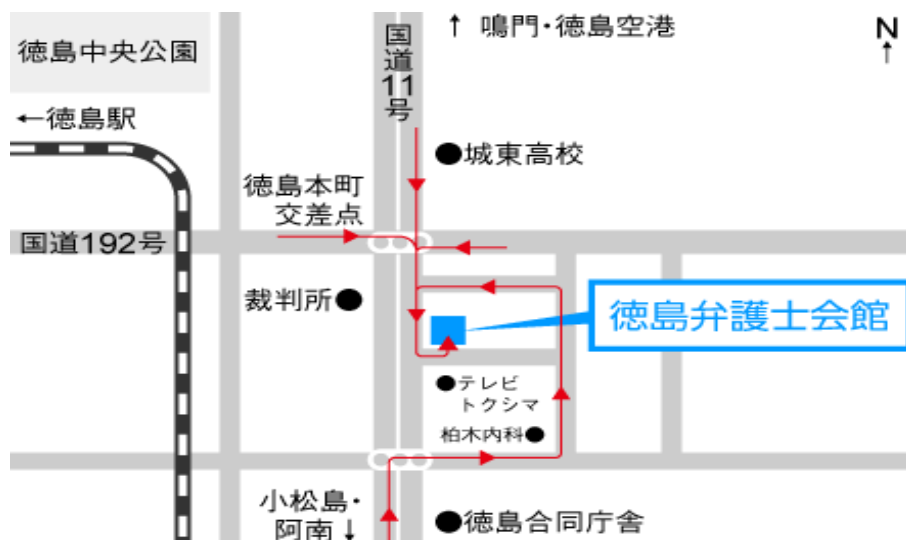 ↑ 鳴門・徳島空港
N
↑
徳島中央公園
国道11号
←徳島駅
●城東高校
徳島本町
交差点
国道192号
裁判所●
徳島弁護士会館
●テレビ
トクシマ
柏木内科●
小松島・
阿南↓
●徳島合同庁舎